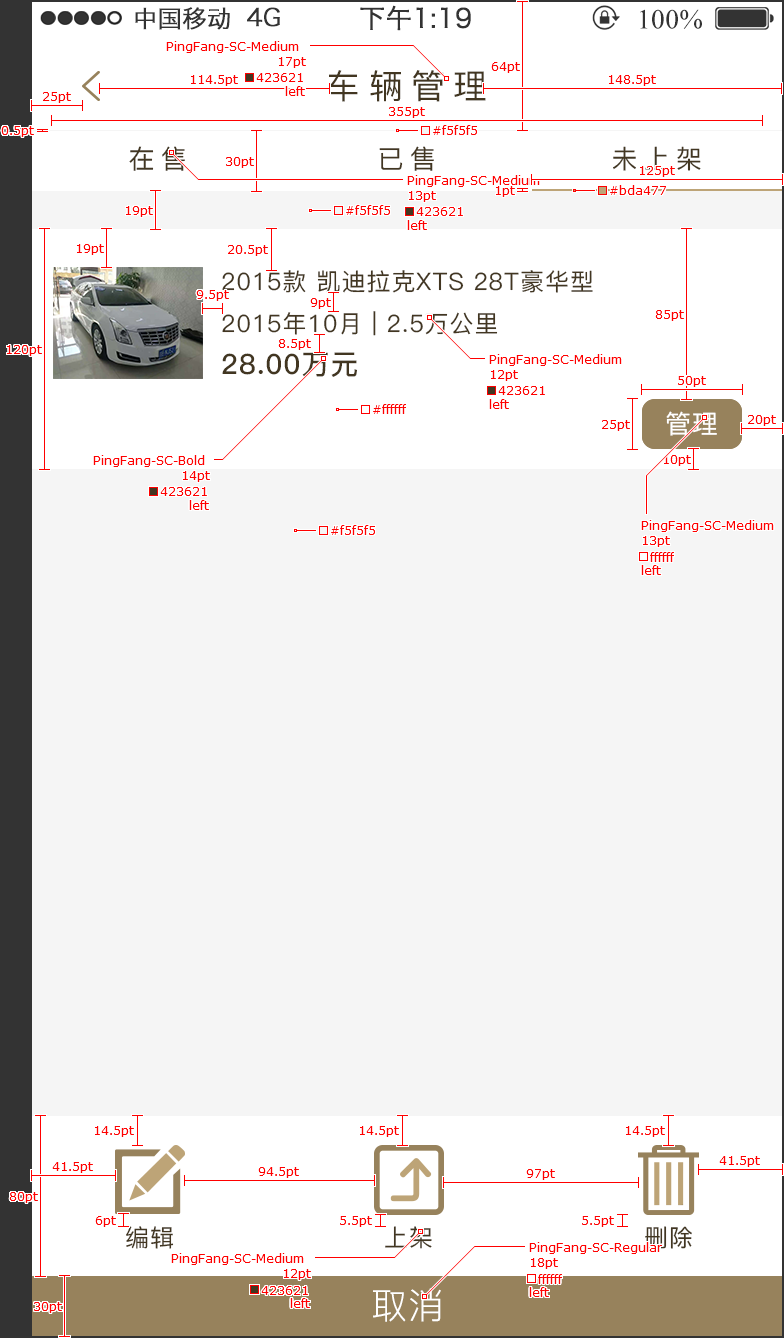 中国移动 4G 下午1:19 100%
PingFang-SC-Medium
17pt
423621
left
64pt
114.5pt
车辆管理
148.5pt
25pt
355pt
0.5pt
#f5f5f5
在售
30pt
已售
未上架
125pt
PingFang-SC-Medium
13pt
423621
left
1pt
#bda477
19pt
#f5f5f5
19pt
20.5pt
2015款 凯迪拉克XTS 28T豪华型
9.5pt
9pt
2015年10月 | 2.5万公里
85pt
8.5pt
120pt
28.00万元
PingFang-SC-Medium
12pt
423621
left
50pt
#ffffff
25pt
管理
20pt
10pt
PingFang-SC-Bold
14pt
423621
left
#f5f5f5
PingFang-SC-Medium
13pt
ffffff
left
14.5pt
14.5pt
14.5pt
41.5pt
94.5pt
97pt
41.5pt
80pt
6pt
5.5pt
5.5pt
编辑
上架
删除
PingFang-SC-Medium
12pt
423621
left
PingFang-SC-Regular
18pt
ffffff
left
30pt
取消